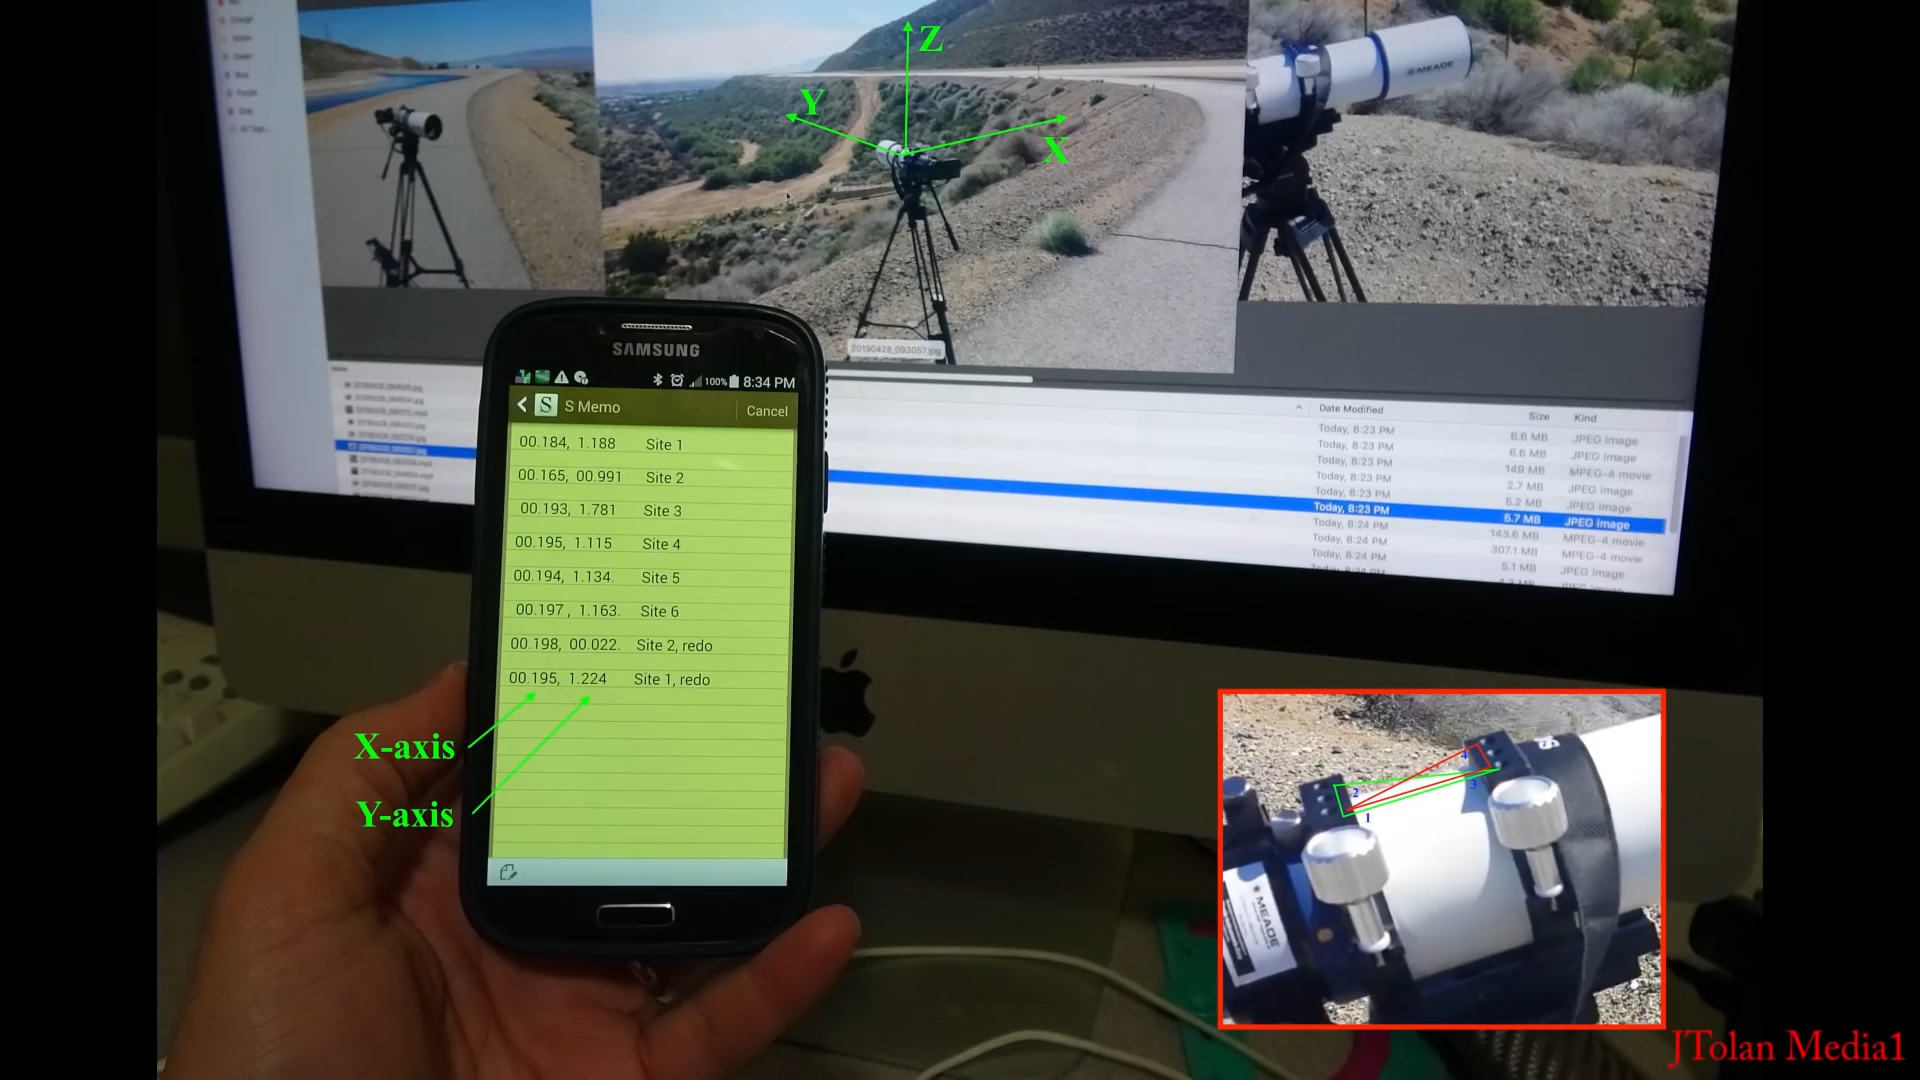 Z
Y
X
MEADE
20190428_093057.jpg
SAMSUNG
100% 8:34 PM
S S Memo Cancel
00.184, 1.188 Site 1
00.165, 00.991 Site 2
00.193, 1.781 Site 3
00.195, 1.115 Site 4
00.194, 1.134. Site 5
00.197 , 1.163. Site 6
00.198, 00.022. Site 2, redo
00.195, 1.224 Site 1, redo
X-axis
Y-axis
Date Modified Size Kind
Today, 8:23 PM 6.6 MB JPEG image
Today, 8:23 PM 6.6 MB JPEG image
Today, 8:23 PM 149 MB MPEG-4 movie
Today, 8:23 PM 2.7 MB JPEG image
Today, 8:23 PM 5.2 MB JPEG image
Today, 8:23 PM 5.7 MB JPEG image
Today, 8:24 PM 143.6 MB MPEG-4 movie
Today, 8:24 PM 307.1 MB MPEG-4 movie
Today, 8:24 PM 5.1 MB JPEG image
4
2
3
1
MEADE
JTolan Media1